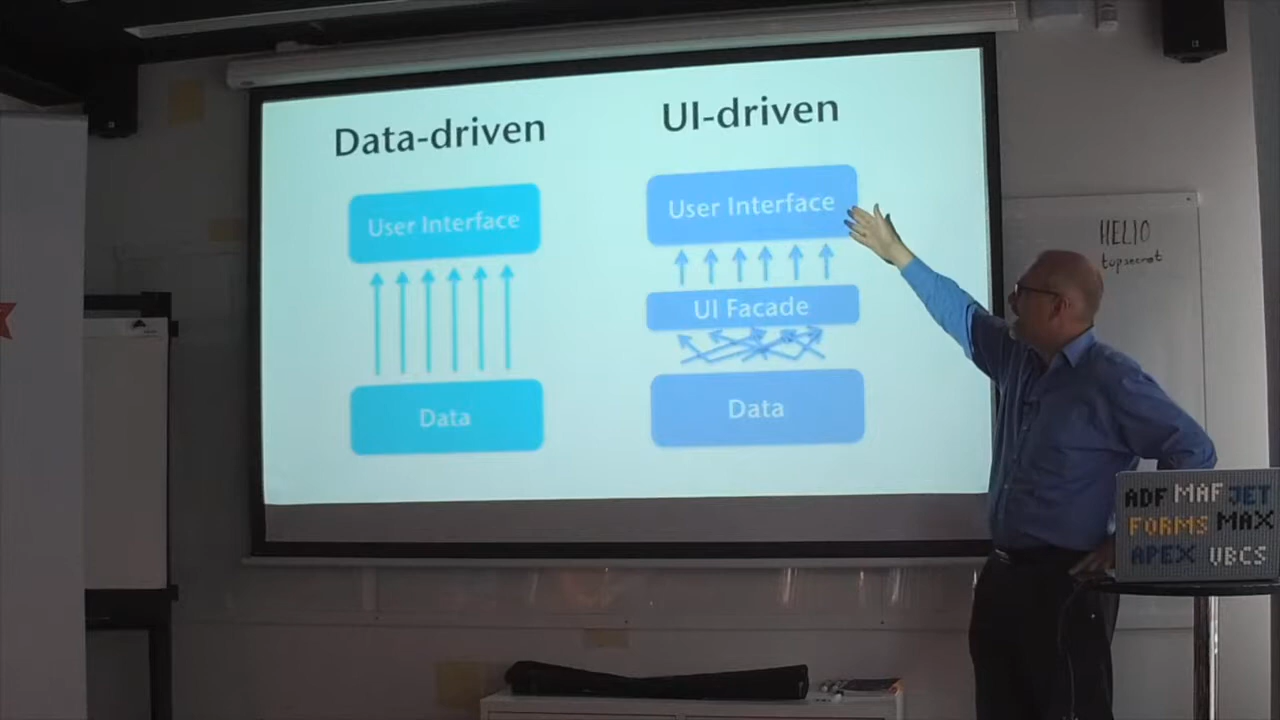 Data-driven
User Interface
Data
UI-driven
User Interface
UI Facade
Data
HELIO
topsecret
ADF MAF JET
FORMS MAX
APEX VBCS